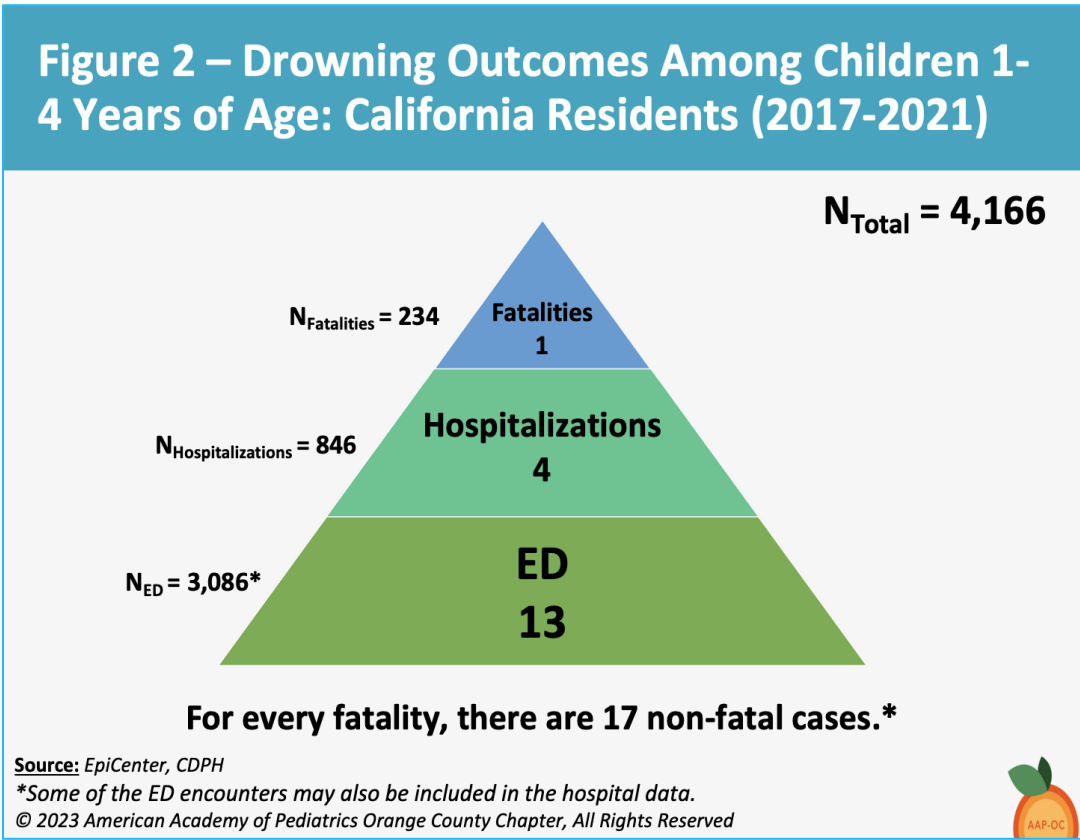 Figure 2 – Drowning Outcomes Among Children 1-
4 Years of Age: California Residents (2017-2021)
NTotal = 4,166
NFatalities = 234
Fatalities
1
NHospitalizations = 846
Hospitalizations
4
NED = 3,086*
ED
13
For every fatality, there are 17 non-fatal cases.*
Source: EpiCenter, CDPH
*Some of the ED encounters may also be included in the hospital data.
© 2023 American Academy of Pediatrics Orange County Chapter, All Rights Reserved
AAP-OC